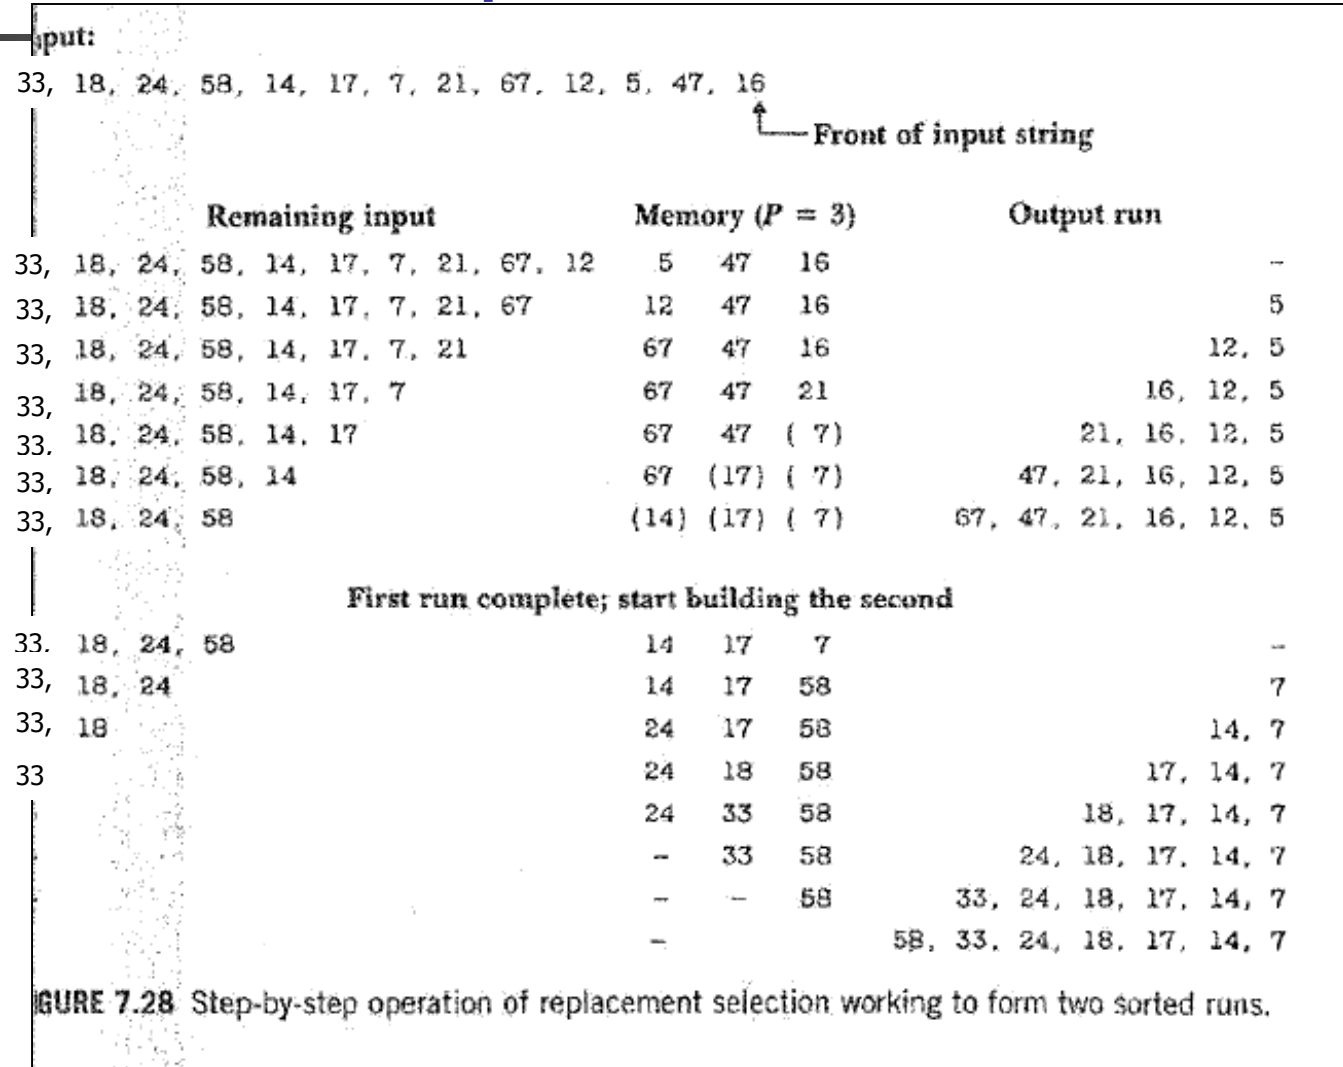 put:
33, 18, 24, 58, 14, 17, 7, 21, 67, 12, 5, 47, 16
Front of input string
Remaining input Memory (P = 3) Output run
33, 18, 24, 58, 14, 17, 7, 21, 67, 12 5 47 16 –
33, 18, 24, 58, 14, 17, 7, 21, 67 12 47 16 5
33, 18, 24, 58, 14, 17, 7, 21 67 47 16 12, 5
33, 18, 24, 58, 14, 17, 7 67 47 21 16, 12, 5
33. 18, 24, 58, 14, 17 67 47 ( 7) 21, 16, 12, 5
33, 18, 24, 58, 14 67 (17) ( 7) 47, 21, 16, 12, 5
33, 18, 24, 58 (14) (17) ( 7) 67, 47, 21, 16, 12, 5
First run complete; start building the second
33. 18, 24, 58 14 17 7 –
33, 18, 24 14 17 58 7
33, 18 24 17 58 14, 7
33 24 18 58 17, 14, 7
24 33 58 18, 17, 14, 7
– 33 58 24, 18, 17, 14, 7
– – 58 33, 24, 18, 17, 14, 7
– 58, 33, 24, 18, 17, 14, 7
GURE 7.28 Step-by-step operation of replacement selection working to form two sorted runs.